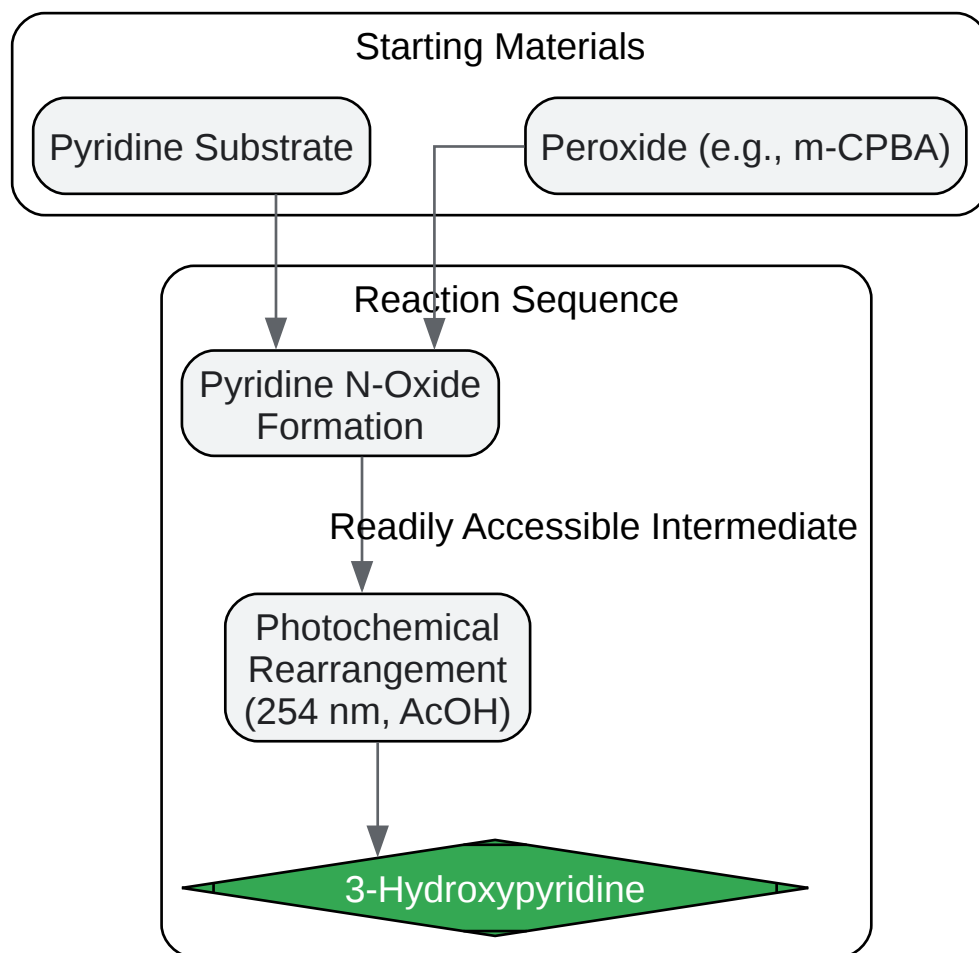 Starting Materials
Pyridine Substrate
Peroxide (e.g., m-CPBA)
Reaction Sequence
Pyridine N-Oxide
Formation
Readily Accessible Intermediate
Photochemical
Rearrangement
(254 nm, AcOH)
3-Hydroxypyridine